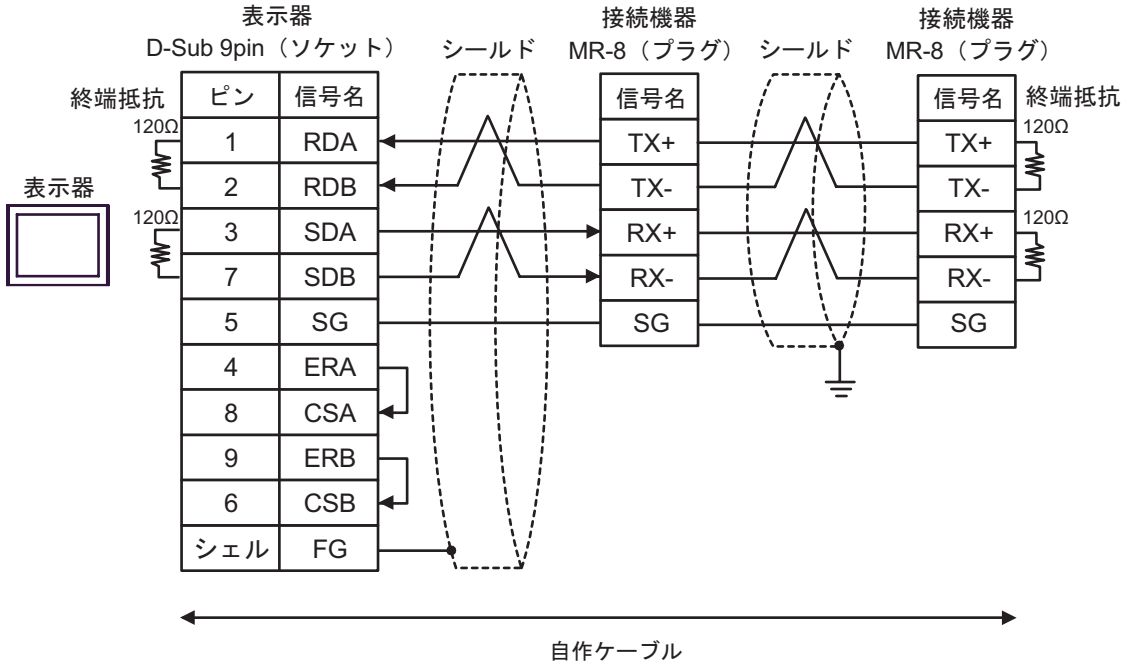 表示器
D-Sub 9pin（ソケット）
シールド
接続機器
MR-8（プラグ）
シールド
接続機器
MR-8（プラグ）
終端抵抗
ピン 信号名
信号名
信号名
終端抵抗
120Ω
1 RDA
TX+
TX+
120Ω
2 RDB
TX-
TX-
表示器
120Ω
3 SDA
RX+
RX+
120Ω
7 SDB
RX-
RX-
5 SG
SG
SG
4 ERA
8 CSA
9 ERB
6 CSB
シェル FG
自作ケーブル